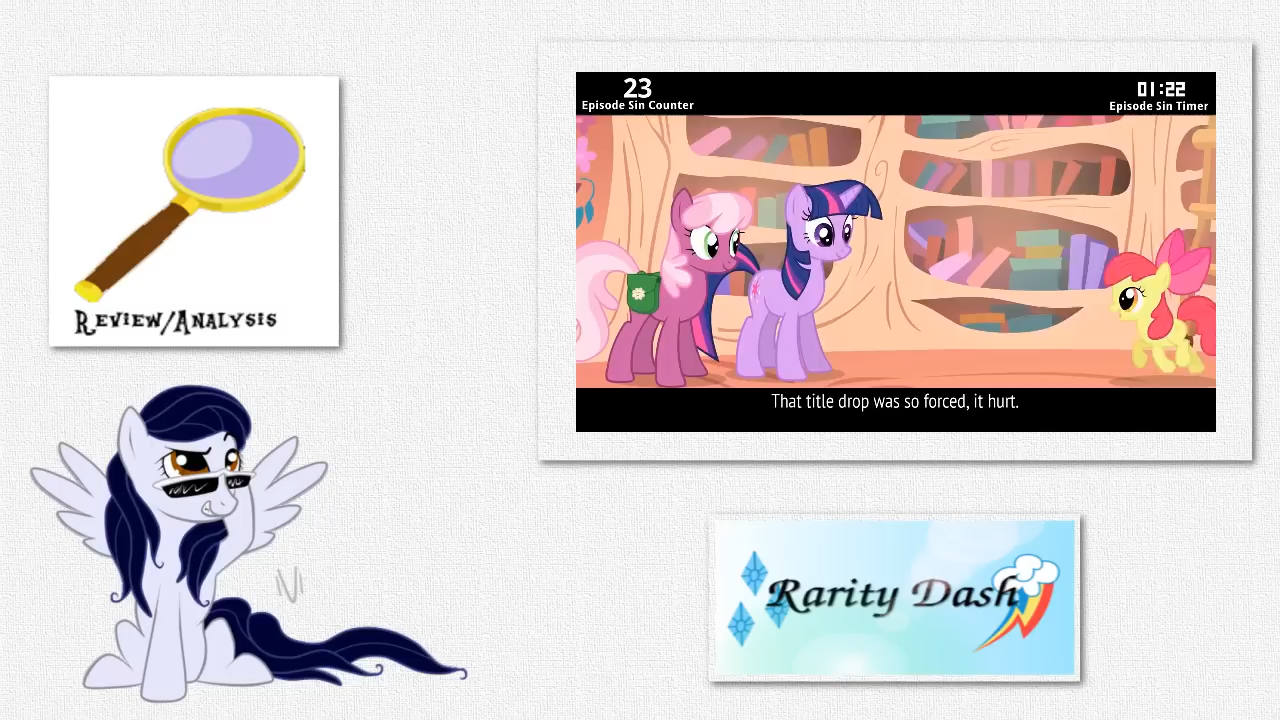 23
Episode Sin Counter
01:22
Episode Sin Timer
That title drop was so forced, it hurt.
Review/Analysis
Rarity Dash